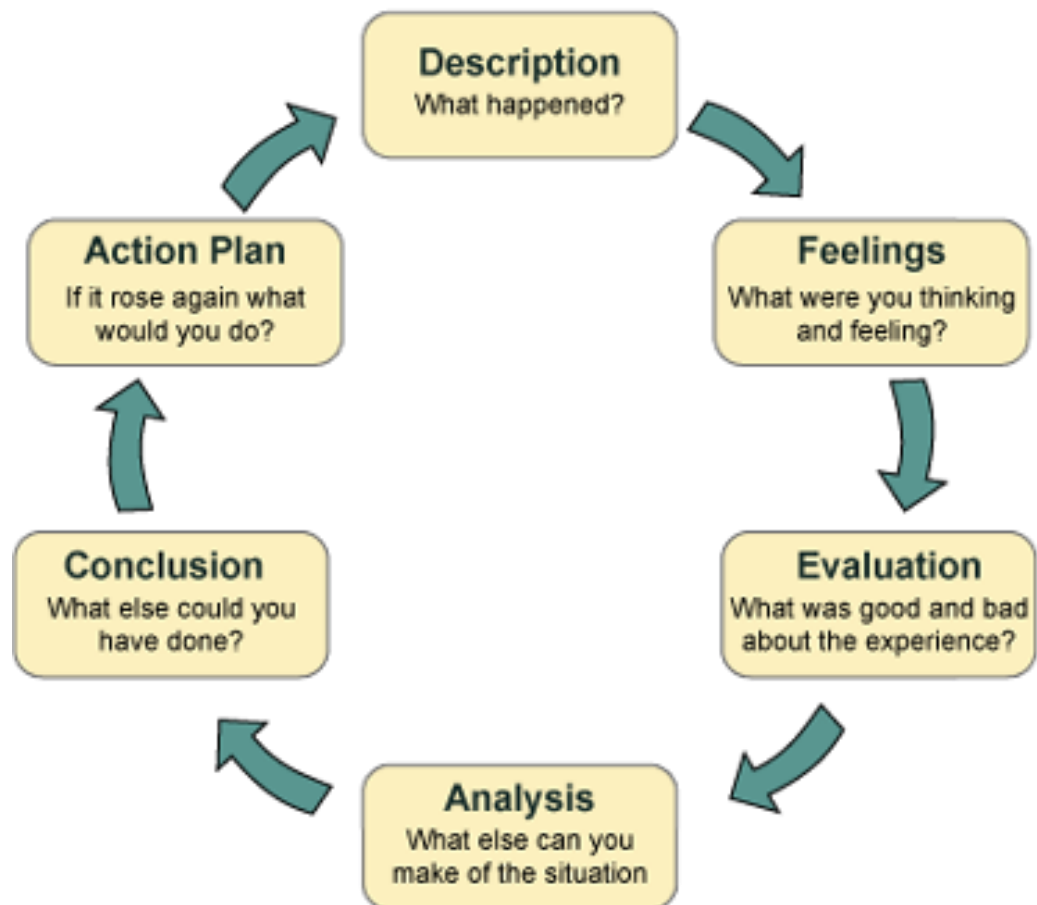 Description
What happened?
Feelings
What were you thinking
and feeling?
Evaluation
What was good and bad
about the experience?
Analysis
What else can you
make of the situation
Conclusion
What else could you
have done?
Action Plan
If it rose again what
would you do?